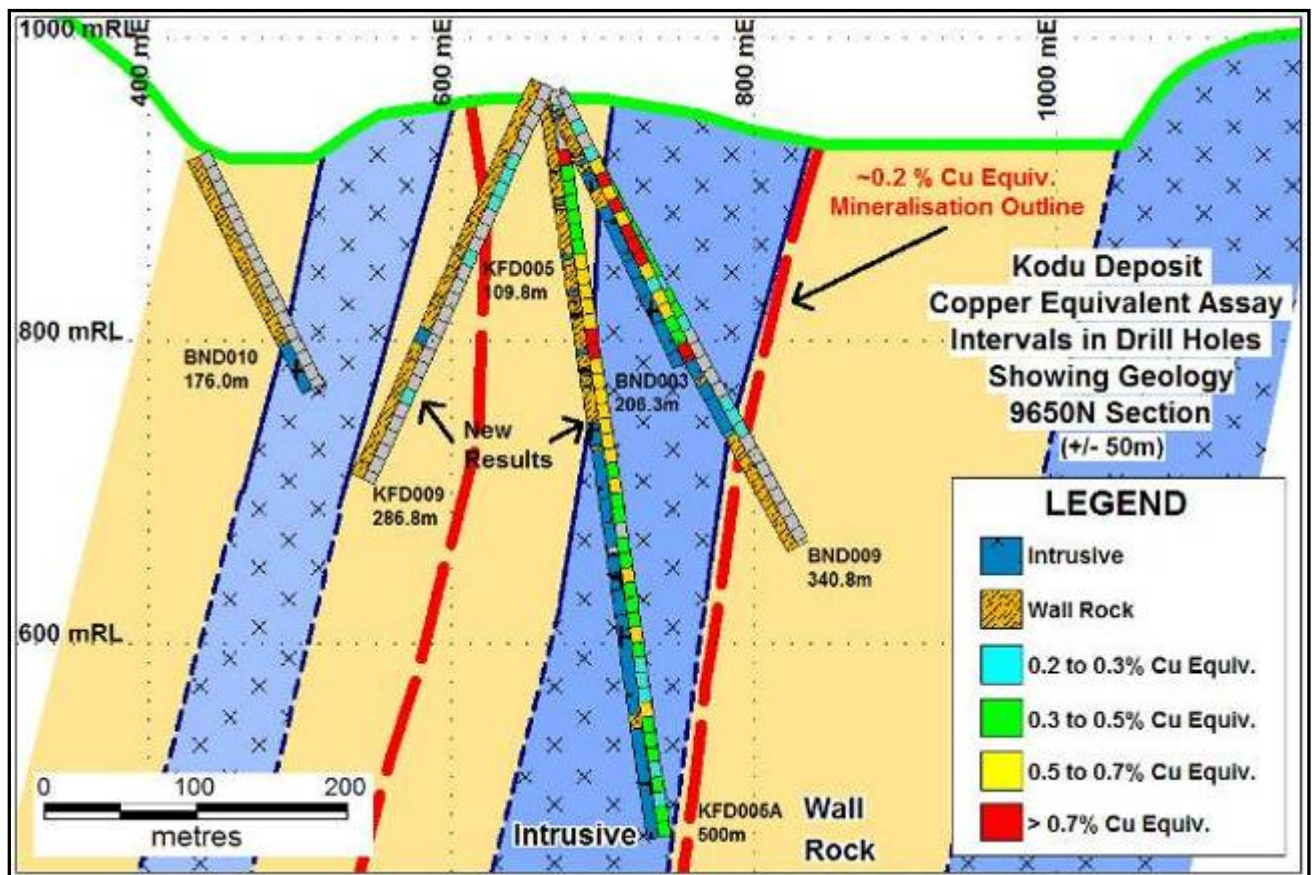 1000 mRL
400 mE
600 mE
800 mE
1000 mE
~0.2 % Cu Equiv.
Mineralisation Outline
Kodu Deposit
Copper Equivalent Assay
Intervals in Drill Holes
Showing Geology
9650N Section
(+/- 50m)
KFD005
109.8m
800 mRL
BND010
176.0m
BND003
206.3m
New
Results
KFD009
286.8m
BND009
340.8m
600 mRL
LEGEND
Intrusive
Wall Rock
0.2 to 0.3% Cu Equiv.
0.3 to 0.5% Cu Equiv.
0.5 to 0.7% Cu Equiv.
> 0.7% Cu Equiv.
0 100 200
metres
Intrusive
KFD005A
500m
Wall
Rock